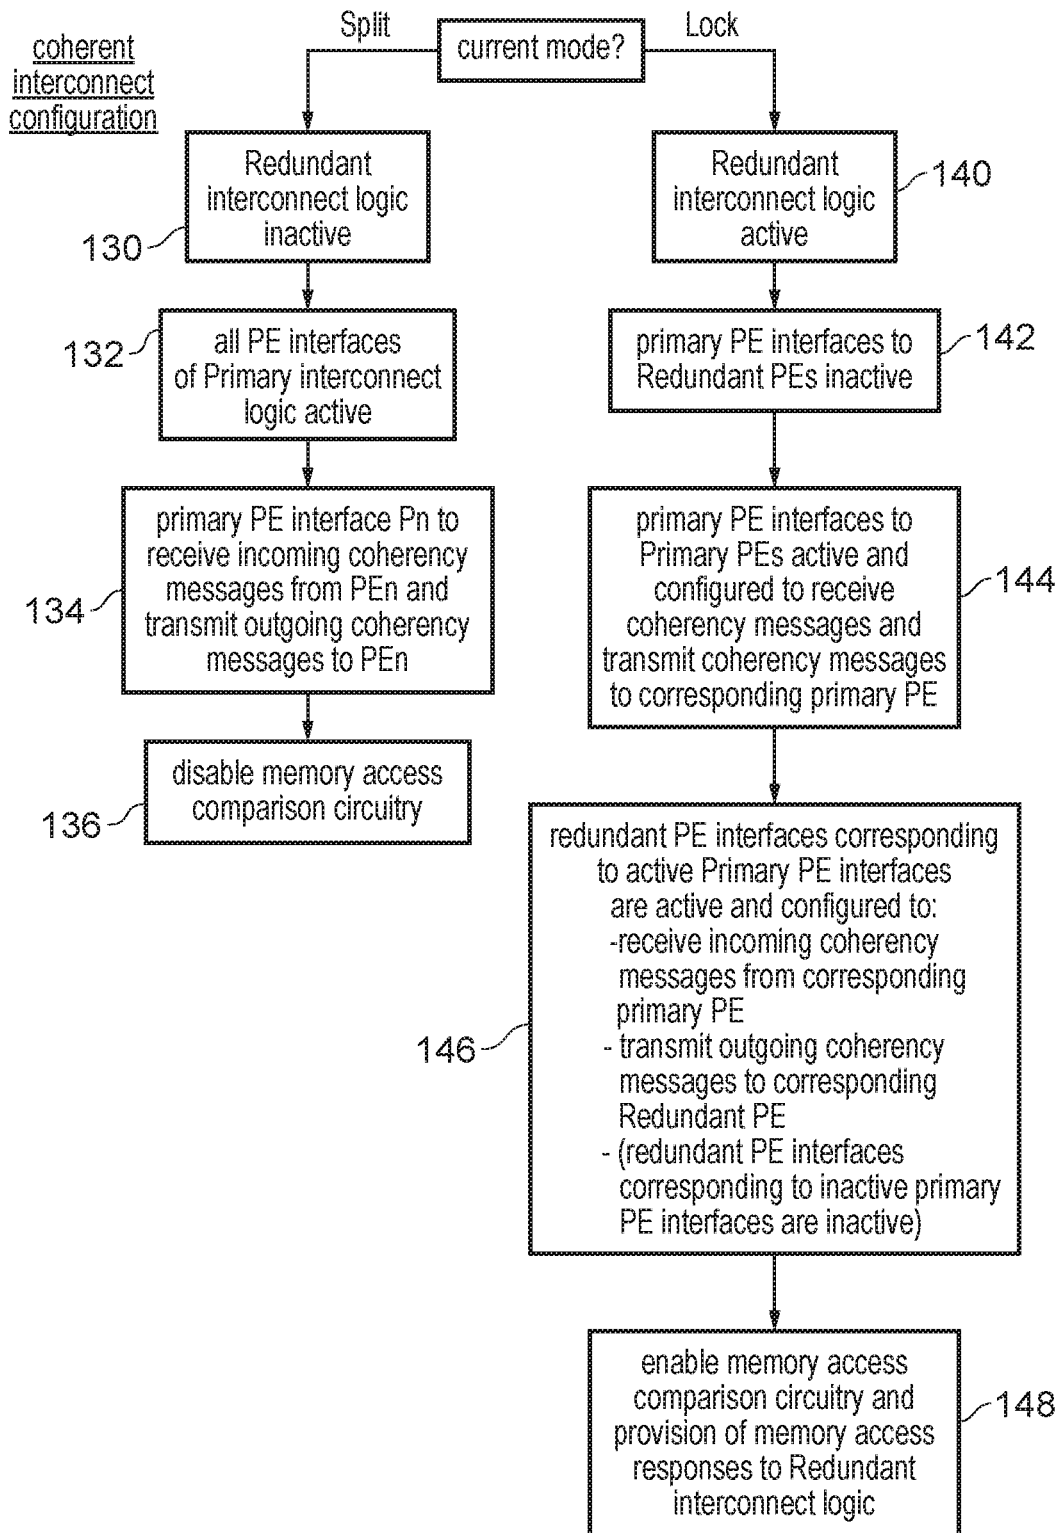 coherent
interconnect
configuration
Split
current mode?
Lock
Redundant
interconnect logic
inactive
130
all PE interfaces
of Primary interconnect
logic active
132
primary PE interface Pn to
receive incoming coherency
messages from PEn and
transmit outgoing coherency
messages to PEn
134
disable memory access
comparison circuitry
136
Redundant
interconnect logic
active
140
primary PE interfaces to
Redundant PEs inactive
142
primary PE interfaces to
Primary PEs active and
configured to receive
coherency messages and
transmit coherency messages
to corresponding primary PE
144
redundant PE interfaces corresponding
to active Primary PE interfaces
are active and configured to:
-receive incoming coherency
messages from corresponding
primary PE
- transmit outgoing coherency
messages to corresponding
Redundant PE
- (redundant PE interfaces
corresponding to inactive primary
PE interfaces are inactive)
146
enable memory access
comparison circuitry and
provision of memory access
responses to Redundant
interconnect logic
148